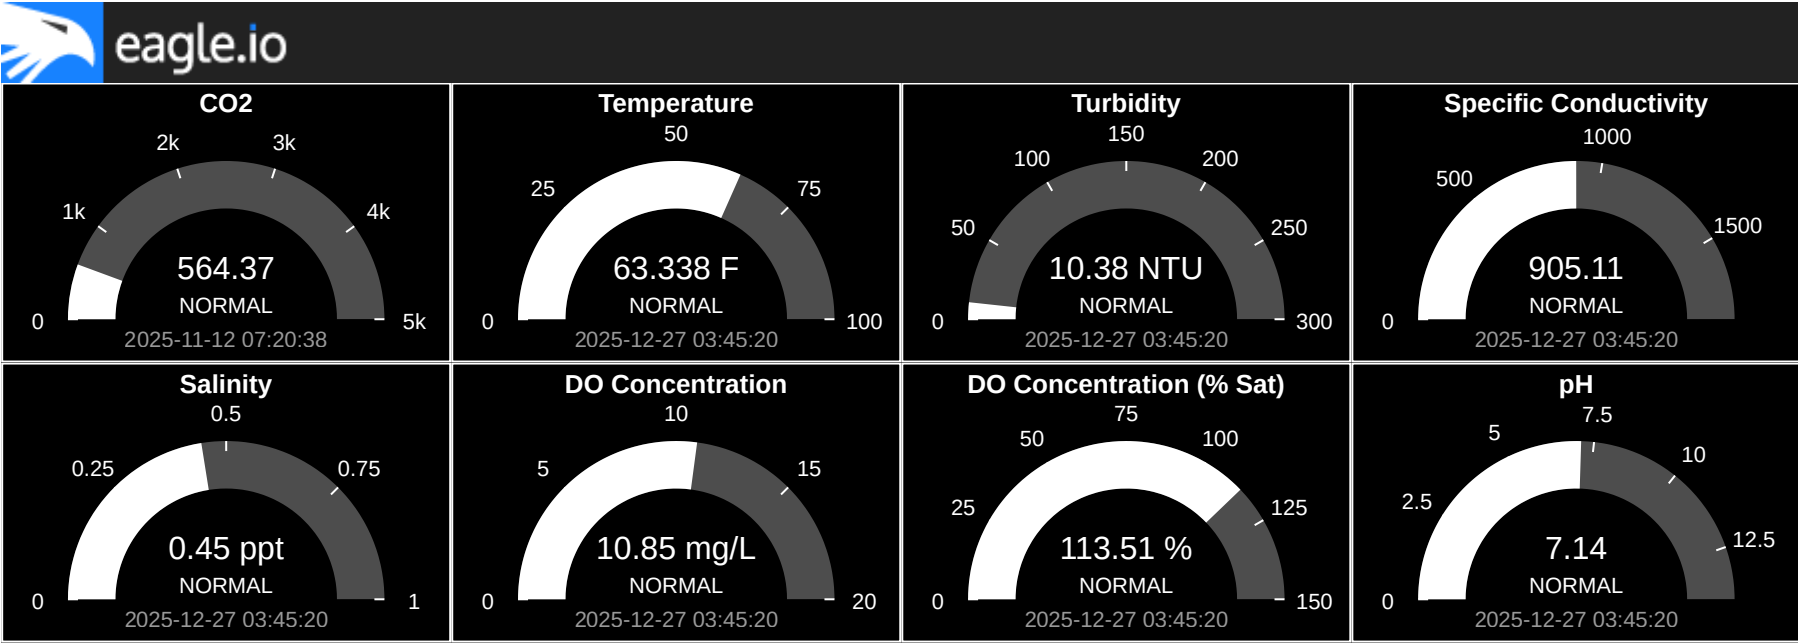 eagle.io
CO2
2k 3k
1k 4k
564.37
NORMAL
0 5k
2025-11-12 07:20:38
Temperature
50
25 75
63.338 F
NORMAL
0 100
2025-12-27 03:45:20
Turbidity
150
100 200
50 250
10.38 NTU
NORMAL
0 300
2025-12-27 03:45:20
Specific Conductivity
1000
500
1500
905.11
NORMAL
0
2025-12-27 03:45:20
Salinity
0.5
0.25 0.75
0.45 ppt
NORMAL
0 1
2025-12-27 03:45:20
DO Concentration
10
5 15
10.85 mg/L
NORMAL
0 20
2025-12-27 03:45:20
DO Concentration (% Sat)
75
50 100
25 125
113.51 %
NORMAL
0 150
2025-12-27 03:45:20
pH
7.5
5
10
2.5
12.5
7.14
NORMAL
0
2025-12-27 03:45:20